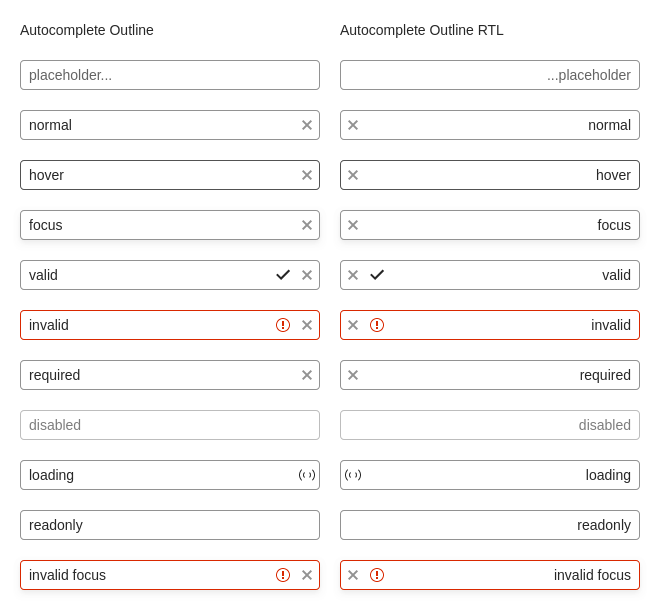 Autocomplete Outline
placeholder...
normal
hover
focus
valid
invalid
required
disabled
loading
readonly
invalid focus
Autocomplete Outline RTL
...placeholder
normal
hover
focus
valid
invalid
required
disabled
loading
readonly
invalid focus